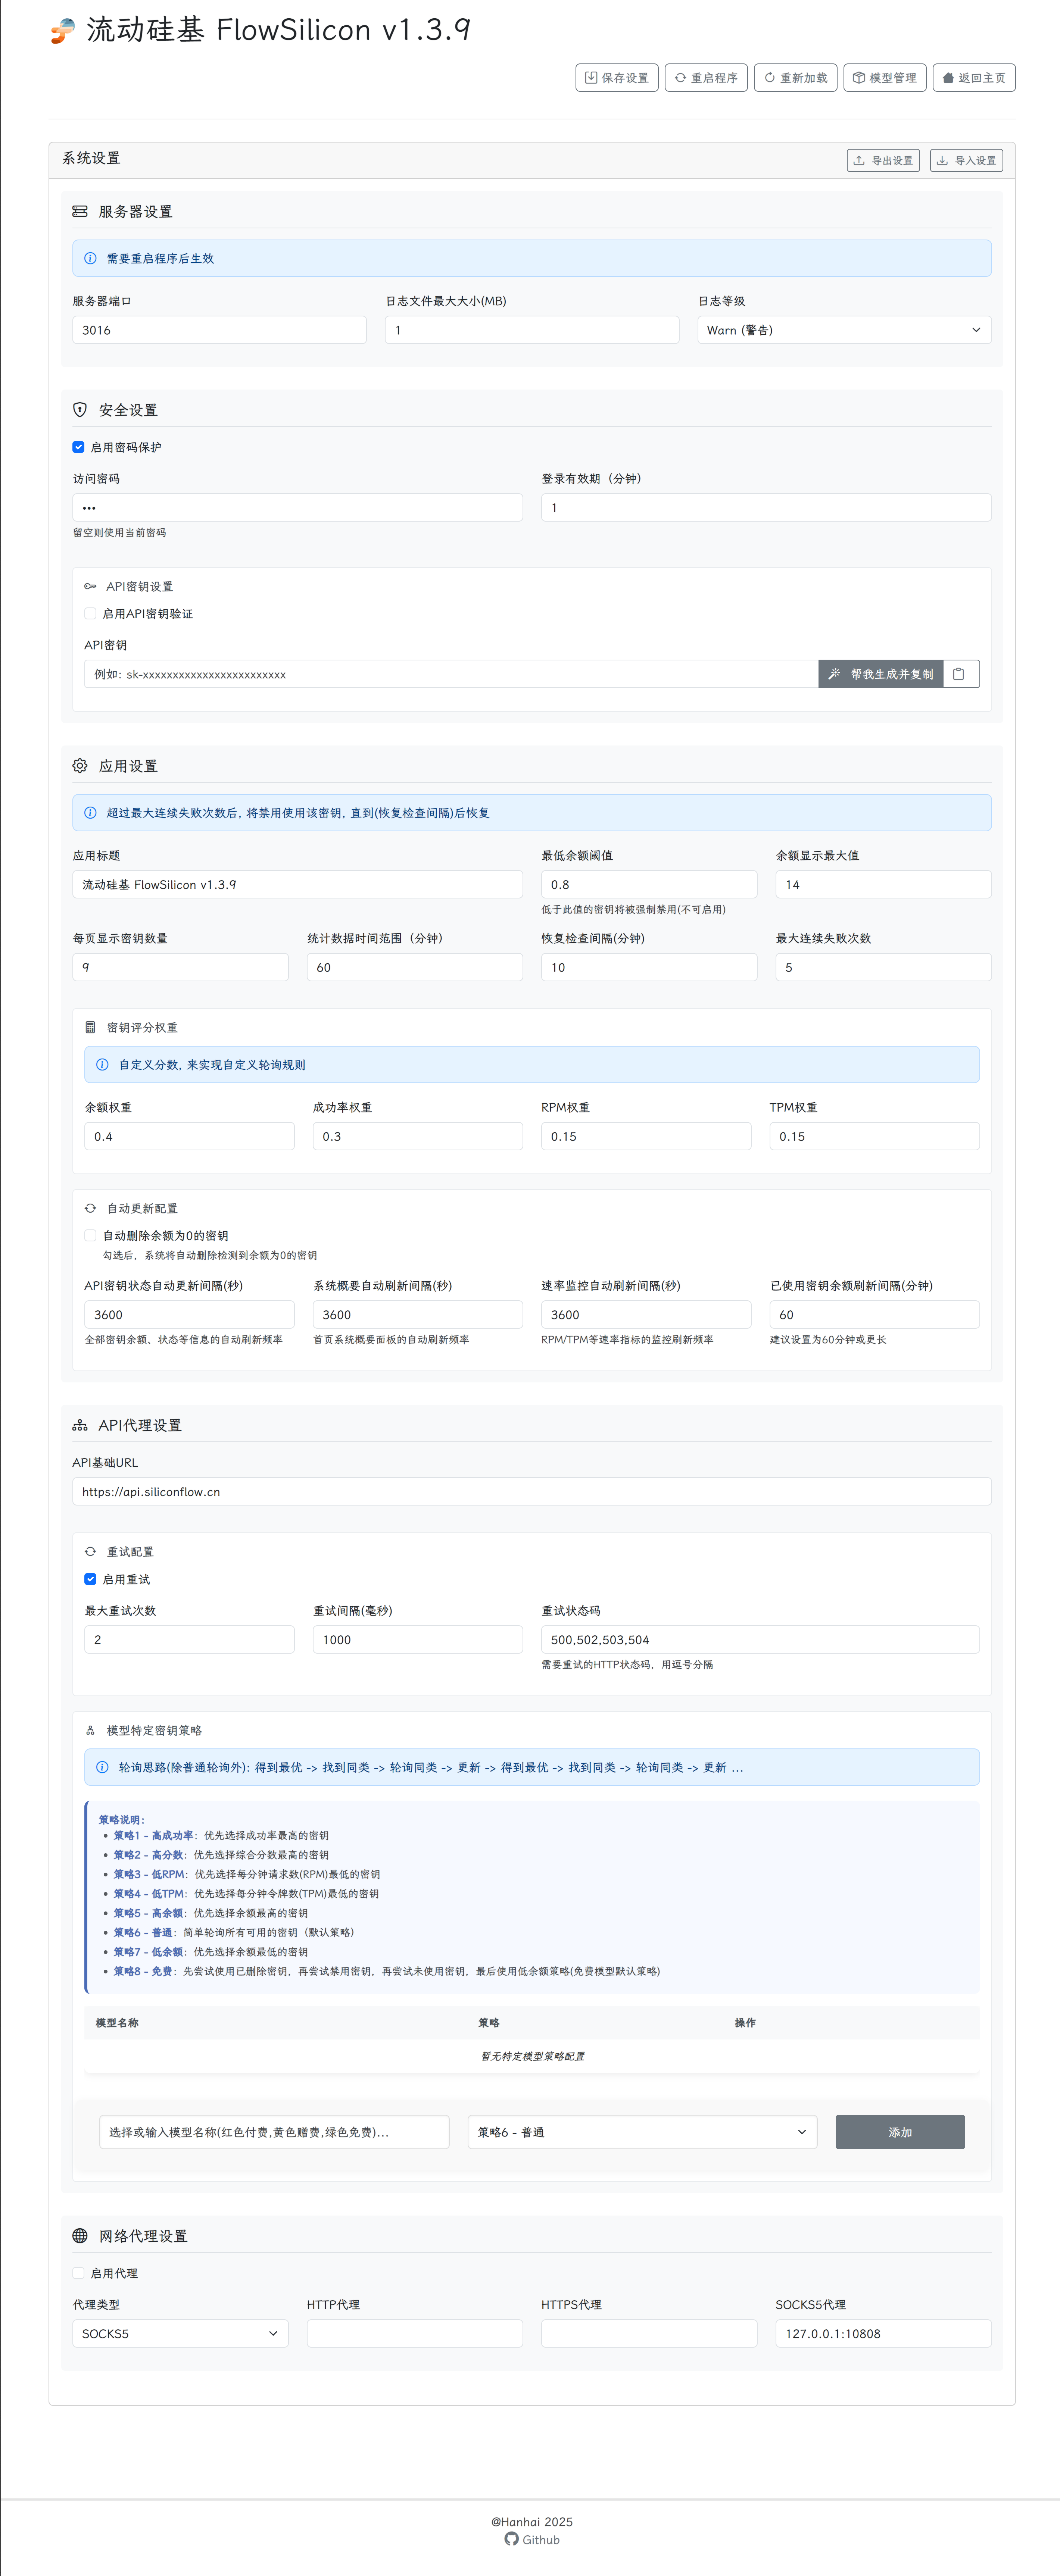 流动硅基 FlowSilicon v1.3.9
保存设置 重启程序 重新加载 模型管理 返回主页
系统设置 导出设置 导入设置
服务器设置
需要重启程序后生效
服务器端口 日志文件最大大小(MB) 日志等级
3016 1 Warn (警告)
安全设置
启用密码保护
访问密码 登录有效期（分钟）
••• 1
留空则使用当前密码
API密钥设置
启用API密钥验证
API密钥
例如: sk-xxxxxxxxxxxxxxxxxxxxxxxx 帮我生成并复制
应用设置
超过最大连续失败次数后, 将禁用使用该密钥, 直到(恢复检查间隔)后恢复
应用标题 最低余额阈值 余额显示最大值
流动硅基 FlowSilicon v1.3.9 0.8 14
低于此值的密钥将被强制禁用(不可启用)
每页显示密钥数量 统计数据时间范围（分钟） 恢复检查间隔(分钟) 最大连续失败次数
9 60 10 5
密钥评分权重
自定义分数, 来实现自定义轮询规则
余额权重 成功率权重 RPM权重 TPM权重
0.4 0.3 0.15 0.15
自动更新配置
自动删除余额为0的密钥
勾选后，系统将自动删除检测到余额为0的密钥
API密钥状态自动更新间隔(秒) 系统概要自动刷新间隔(秒) 速率监控自动刷新间隔(秒) 已使用密钥余额刷新间隔(分钟)
3600 3600 3600 60
全部密钥余额、状态等信息的自动刷新频率 首页系统概要面板的自动刷新频率 RPM/TPM等速率指标的监控刷新频率 建议设置为60分钟或更长
API代理设置
API基础URL
https://api.siliconflow.cn
重试配置
启用重试
最大重试次数 重试间隔(毫秒) 重试状态码
2 1000 500,502,503,504
需要重试的HTTP状态码，用逗号分隔
模型特定密钥策略
轮询思路(除普通轮询外): 得到最优 -> 找到同类 -> 轮询同类 -> 更新 -> 得到最优 -> 找到同类 -> 轮询同类 -> 更新 ...
策略说明：
• 策略1 - 高成功率：优先选择成功率最高的密钥
• 策略2 - 高分数：优先选择综合分数最高的密钥
• 策略3 - 低RPM：优先选择每分钟请求数(RPM)最低的密钥
• 策略4 - 低TPM：优先选择每分钟令牌数(TPM)最低的密钥
• 策略5 - 高余额：优先选择余额最高的密钥
• 策略6 - 普通：简单轮询所有可用的密钥（默认策略）
• 策略7 - 低余额：优先选择余额最低的密钥
• 策略8 - 免费：先尝试使用已删除密钥，再尝试禁用密钥，再尝试未使用密钥，最后使用低余额策略(免费模型默认策略)
模型名称 策略 操作
暂无特定模型策略配置
选择或输入模型名称(红色付费,黄色赠费,绿色免费)... 策略6 - 普通 添加
网络代理设置
启用代理
代理类型 HTTP代理 HTTPS代理 SOCKS5代理
SOCKS5 127.0.0.1:10808
@Hanhai 2025
Github